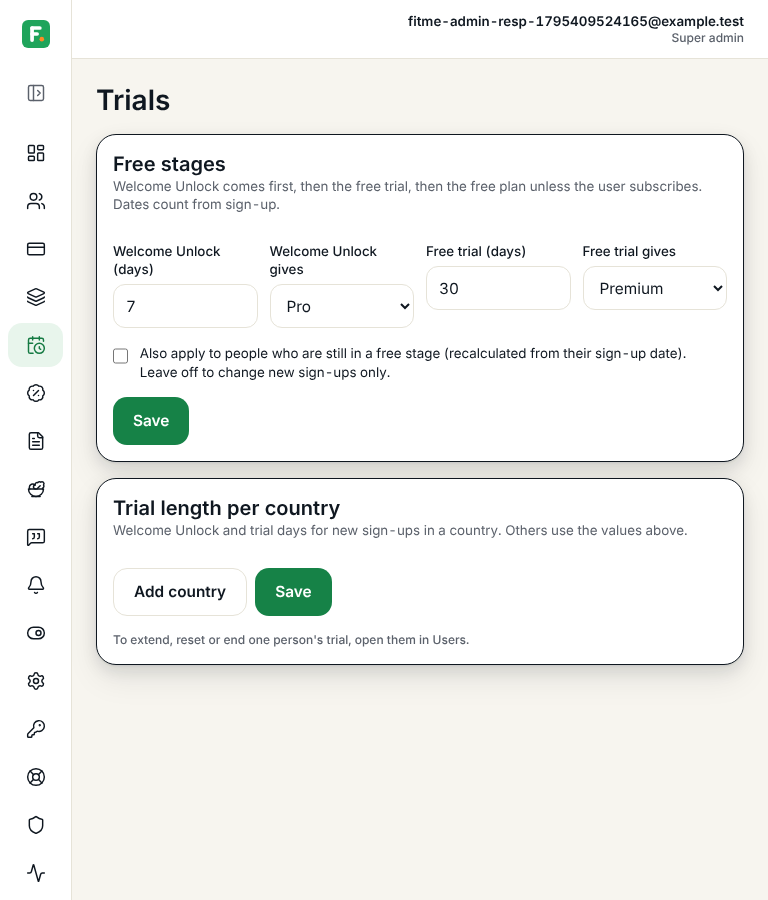 F.
fitme-admin-resp-1795409524165@example.test
Super admin
Trials
Free stages
Welcome Unlock comes first, then the free trial, then the free plan unless the user subscribes.
Dates count from sign-up.
Welcome Unlock
(days)
Welcome Unlock
gives
Free trial (days)
Free trial gives
7
Pro
30
Premium
Also apply to people who are still in a free stage (recalculated from their sign-up date).
Leave off to change new sign-ups only.
Save
Trial length per country
Welcome Unlock and trial days for new sign-ups in a country. Others use the values above.
Add country
Save
To extend, reset or end one person's trial, open them in Users.